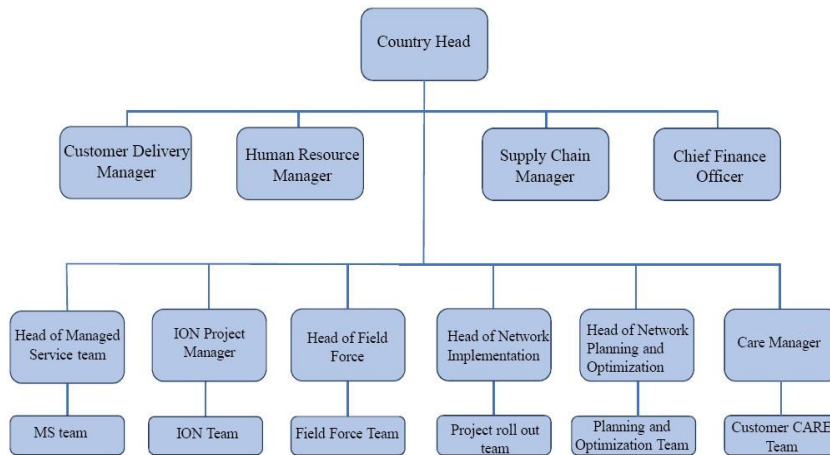 Country Head
Customer Delivery
Manager
Human Resource
Manager
Supply Chain
Manager
Chief Finance
Officer
Head of Managed
Service team
ION Project
Manager
Head of Field
Force
Head of Network
Implementation
Head of Network
Planning and
Optimization
Care Manager
MS team
ION Team
Field Force Team
Project roll out
team
Planning and
Optimization Team
Customer CARE
Team